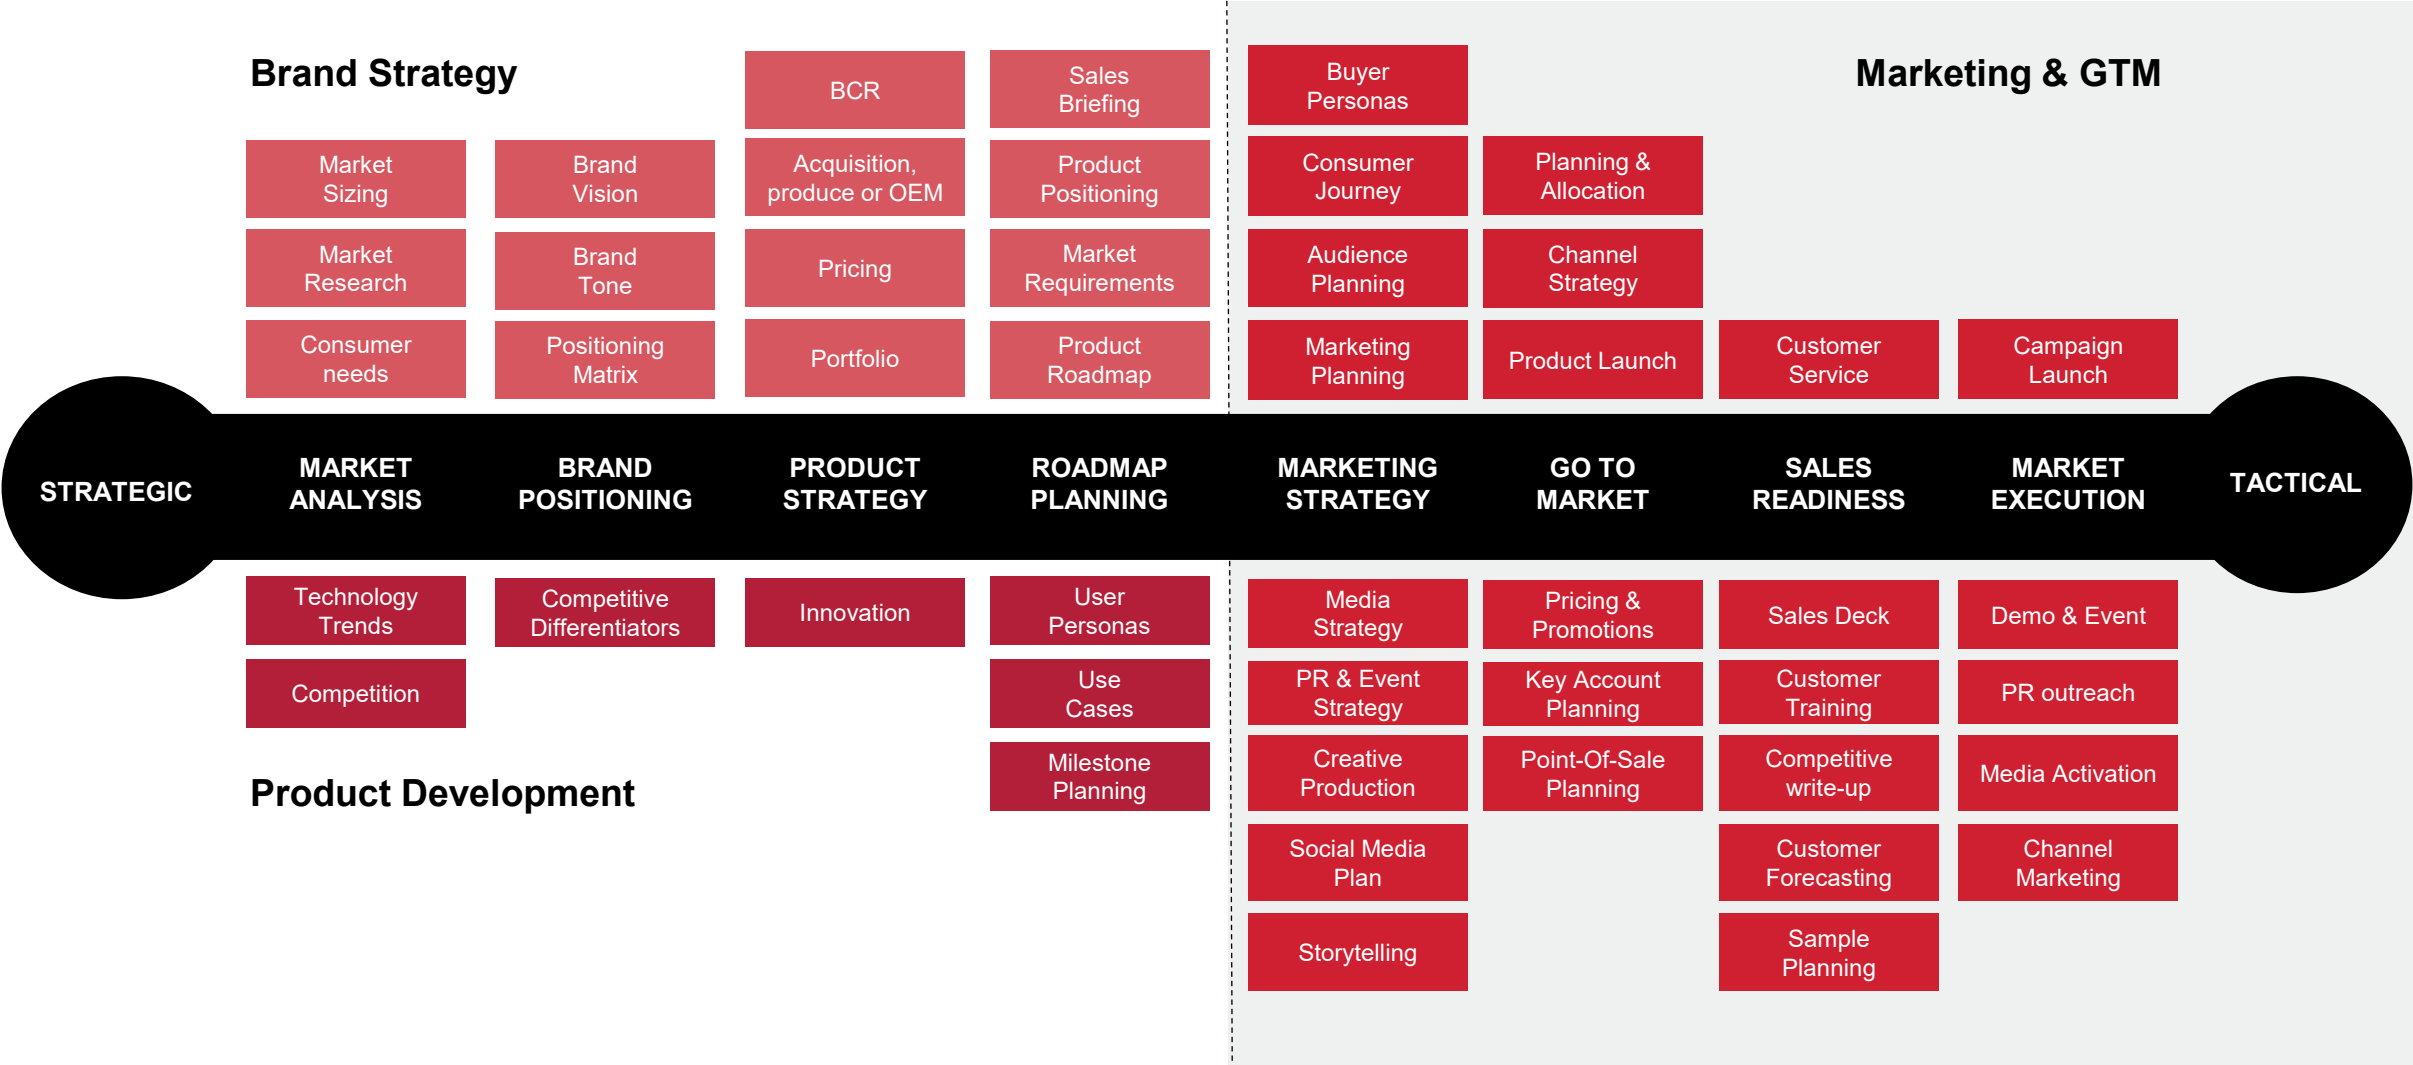 Brand Strategy
Marketing & GTM
Market
Sizing
Market
Research
Consumer
needs
Brand
Vision
Brand
Tone
Positioning
Matrix
BCR
Acquisition,
produce or OEM
Pricing
Portfolio
Sales
Briefing
Product
Positioning
Market
Requirements
Product
Roadmap
Buyer
Personas
Consumer
Journey
Audience
Planning
Marketing
Planning
Planning &
Allocation
Channel
Strategy
Product Launch
Customer
Service
Campaign
Launch
STRATEGIC
MARKET
ANALYSIS
BRAND
POSITIONING
PRODUCT
STRATEGY
ROADMAP
PLANNING
MARKETING
STRATEGY
GO TO
MARKET
SALES
READINESS
MARKET
EXECUTION
TACTICAL
Technology
Trends
Competition
Competitive
Differentiators
Innovation
User
Personas
Use
Cases
Milestone
Planning
Product Development
Media
Strategy
PR & Event
Strategy
Creative
Production
Social Media
Plan
Storytelling
Pricing &
Promotions
Key Account
Planning
Point-Of-Sale
Planning
Sales Deck
Customer
Training
Competitive
write-up
Customer
Forecasting
Sample
Planning
Demo & Event
PR outreach
Media Activation
Channel
Marketing